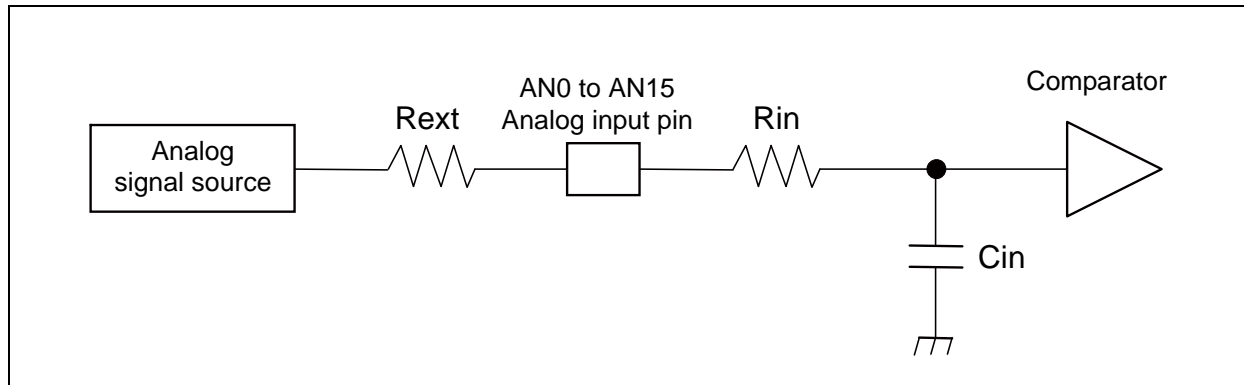 Analog
signal source
Rext
AN0 to AN15
Analog input pin
Rin
Cin
Comparator